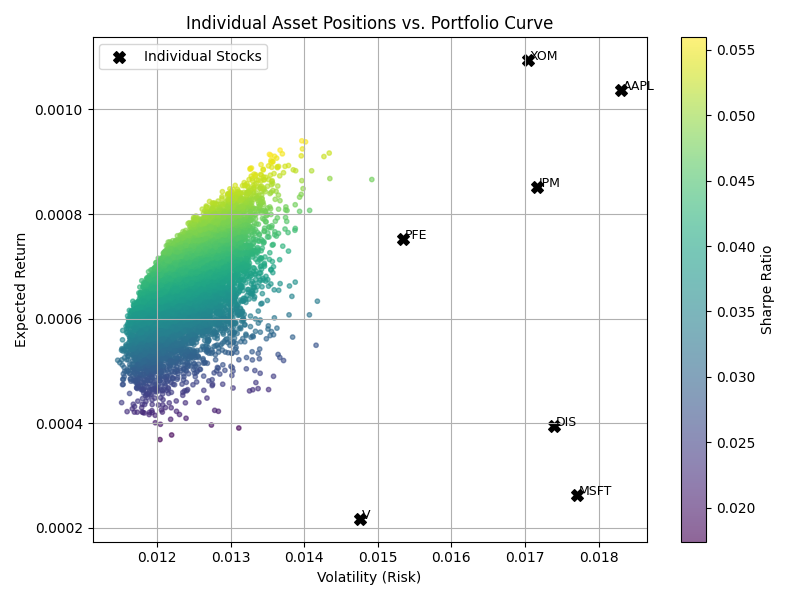 Individual Asset Positions vs. Portfolio Curve
Individual Stocks
XOM
AAPL
JPM
PFE
DIS
MSFT
V
Expected Return
0.0010
0.0008
0.0006
0.0004
0.0002
0.012 0.013 0.014 0.015 0.016 0.017 0.018
Volatility (Risk)
0.055
0.050
0.045
0.040
0.035
0.030
0.025
0.020
Sharpe Ratio